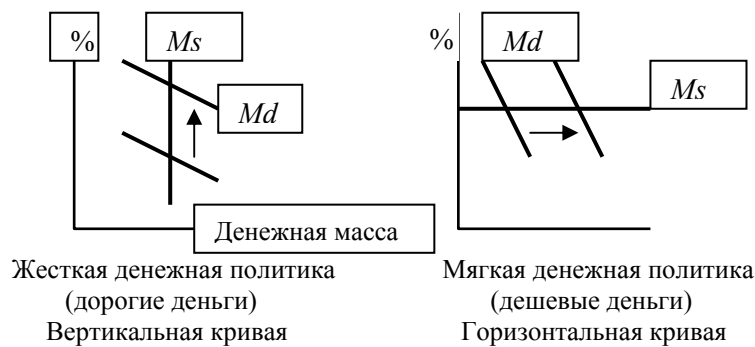 %
Ms
Md
Денежная масса
Жесткая денежная политика
(дорогие деньги)
Вертикальная кривая
%
Md
Ms
Мягкая денежная политика
(дешевые деньги)
Горизонтальная кривая